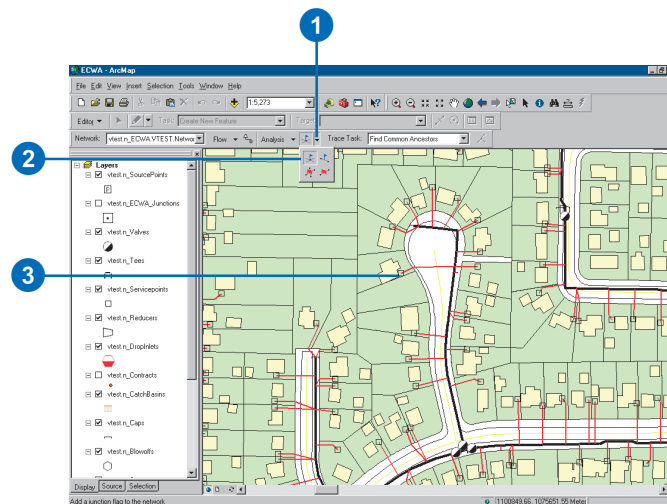 1
ECWA - ArcMap
File Edit View Insert Selection Tools Window Help
1:5,273
Editor Task: Create New Feature Target:
Network: vtest.n_ECWA.VTEST.Networ Flow Analysis Trace Task: Find Common Ancestors
2
Layers
vtest.n_SourcePoints
P
vtest.n_ECWA_Junctions
vtest.n_Valves
vtest.n_Tees
3
vtest.n_Servicepoints
vtest.n_Reducers
vtest.n_DropInlets
vtest.n_Contracts
vtest.n_CatchBasins
vtest.n_Caps
vtest.n_Blowoffs
Display Source Selection
Add a junction flag to the network.
1100849.66, 1075651.55 Meter